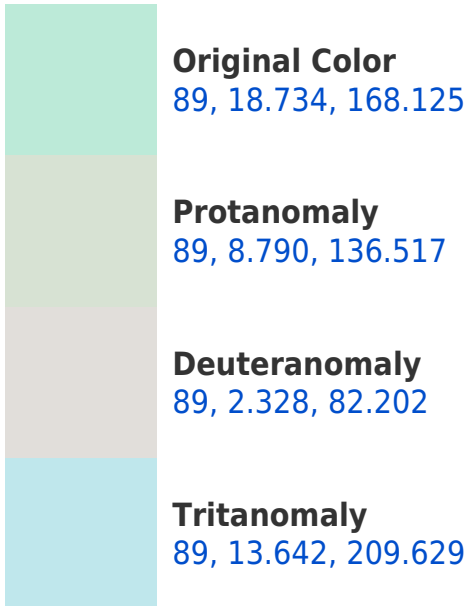 Original Color
89, 18.734, 168.125
Protanomaly
89, 8.790, 136.517
Deuteranomaly
89, 2.328, 82.202
Tritanomaly
89, 13.642, 209.629